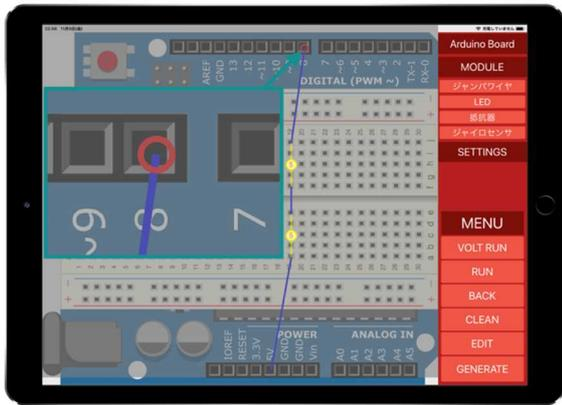 Arduino Board
MODULE
ジャンパワイヤ
LED
抵抗器
ジャイロセンサ
SETTINGS
MENU
VOLT RUN
RUN
BACK
CLEAN
EDIT
GENERATE
AREF
GND
13
12
~11
~10
8
7
~6
~5
4
~3
2
TX-1
RX-0
DIGITAL (PWM ~)
~9
8
7
5
5
IOREF
RESET
3.3V
5V
GND
GND
Vin
POWER
ANALOG IN
A0
A1
A2
A3
A4
A5